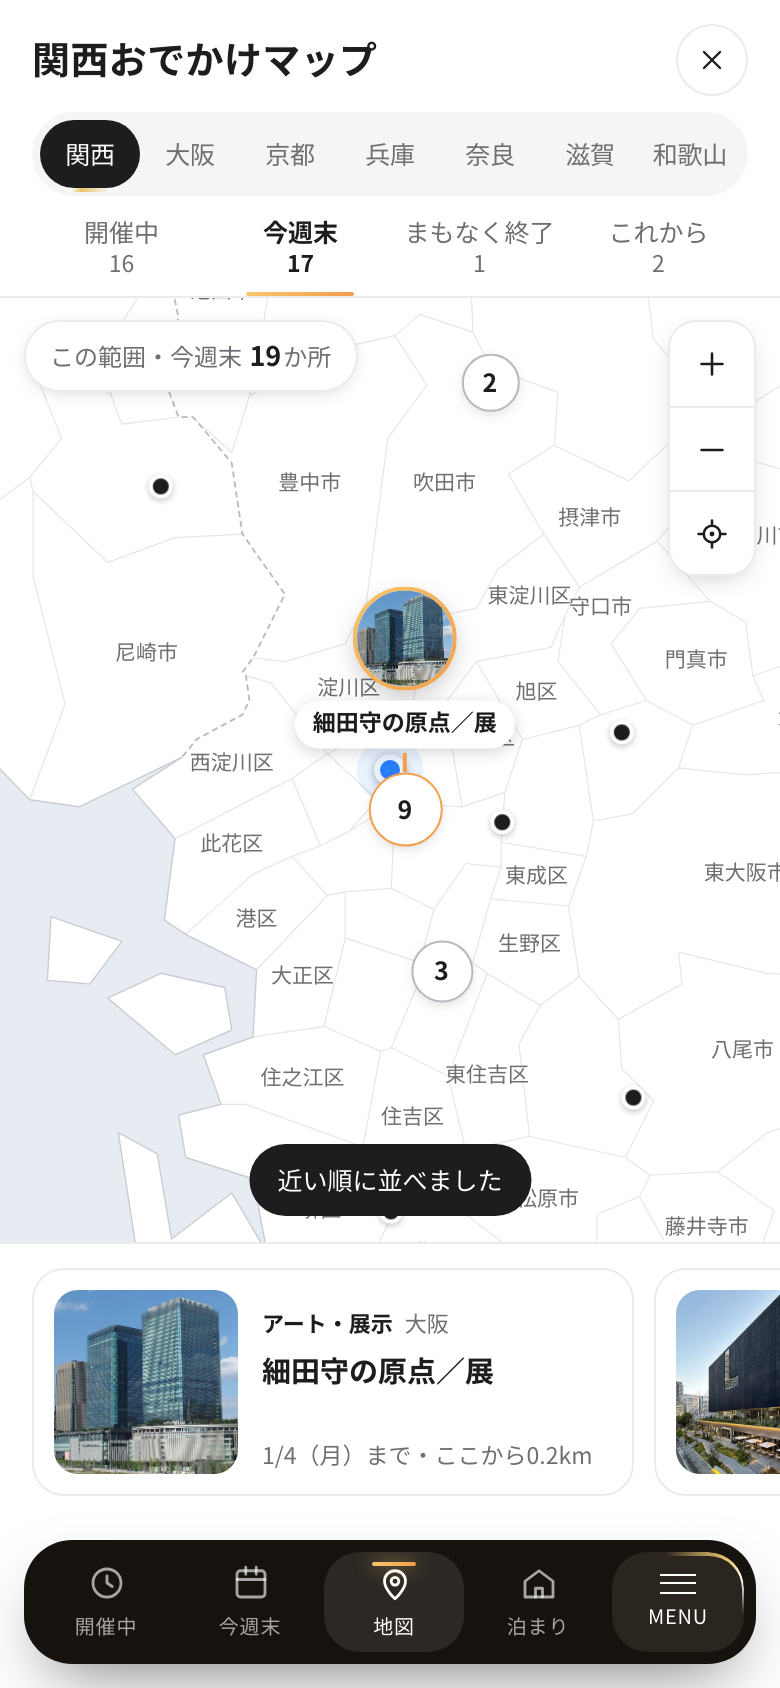 関西おでかけマップ
関西
大阪
京都
兵庫
奈良
滋賀
和歌山
開催中
16
今週末
17
まもなく終了
1
これから
2
この範囲・今週末 19か所
2
豊中市
吹田市
摂津市
東淀川区
守口市
尼崎市
門真市
淀川区
旭区
細田守の原点／展
西淀川区
9
此花区
東成区
東大阪市
港区
生野区
大正区
3
八尾市
住之江区
東住吉区
住吉区
近い順に並べました
松原市
藤井寺市
アート・展示 大阪
細田守の原点／展
1/4（月）まで・ここから0.2km
開催中
今週末
地図
泊まり
MENU